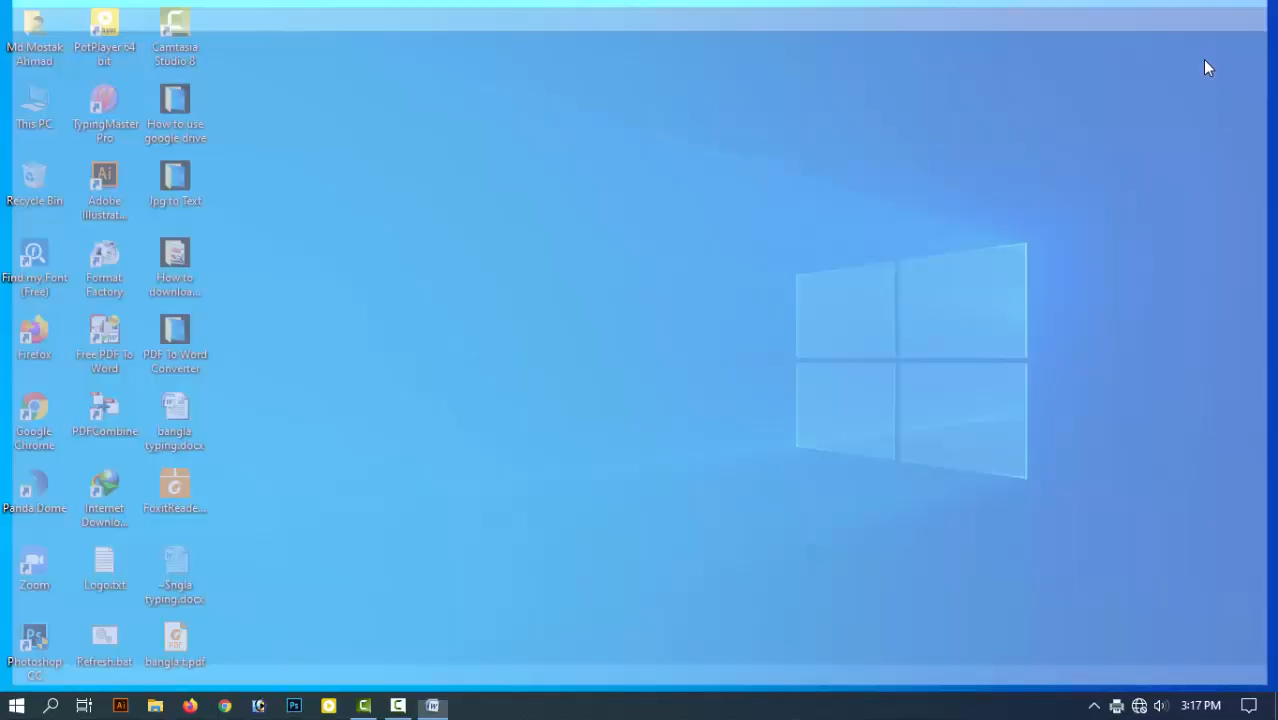 Md Mostak
Ahmad
PotPlayer 64
bit
Camtasia
Studio 8
This PC
TypingMaster
Pro
How to use
google drive
Recycle Bin
Adobe
Illustrat...
Jpg to Text
Find my Font
(Free)
Format
Factory
How to
downloa...
Firefox
Free PDF To
Word
PDF To Word
Converter
Google
Chrome
PDFCombine
bangla
typing.docx
Panda Dome
Internet
Downlo...
FoxitReade...
Zoom
Logo.txt
~$ngla
typing.docx
Photoshop
CC
Refresh.bat
bangla t.pdf
3:17 PM